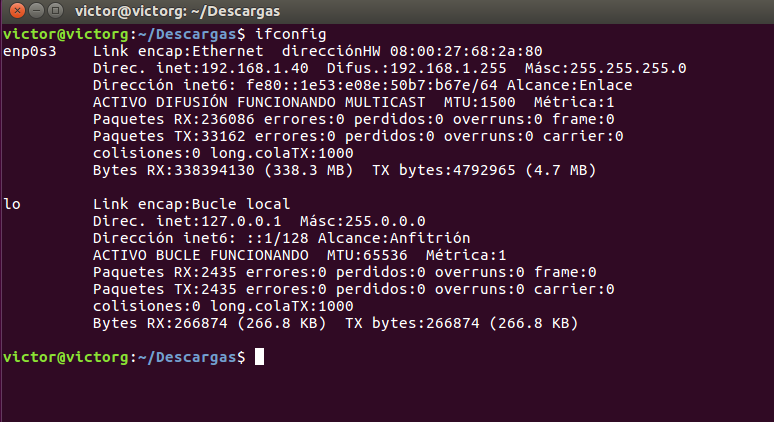 victor@victorg: ~/Descargas
victor@victorg:~/Descargas$ ifconfig
enp0s3    Link encap:Ethernet  direcciónHW 08:00:27:68:2a:80
          Direc. inet:192.168.1.40  Difus.:192.168.1.255  Másc:255.255.255.0
          Dirección inet6: fe80::1e53:e08e:50b7:b67e/64 Alcance:Enlace
          ACTIVO DIFUSIÓN FUNCIONANDO MULTICAST  MTU:1500  Métrica:1
          Paquetes RX:236086 errores:0 perdidos:0 overruns:0 frame:0
          Paquetes TX:33162 errores:0 perdidos:0 overruns:0 carrier:0
          colisiones:0 long.colaTX:1000
          Bytes RX:338394130 (338.3 MB)  TX bytes:4792965 (4.7 MB)
lo        Link encap:Bucle local
          Direc. inet:127.0.0.1  Másc:255.0.0.0
          Dirección inet6: ::1/128 Alcance:Anfitrión
          ACTIVO BUCLE FUNCIONANDO  MTU:65536  Métrica:1
          Paquetes RX:2435 errores:0 perdidos:0 overruns:0 frame:0
          Paquetes TX:2435 errores:0 perdidos:0 overruns:0 carrier:0
          colisiones:0 long.colaTX:1000
          Bytes RX:266874 (266.8 KB)  TX bytes:266874 (266.8 KB)
victor@victorg:~/Descargas$